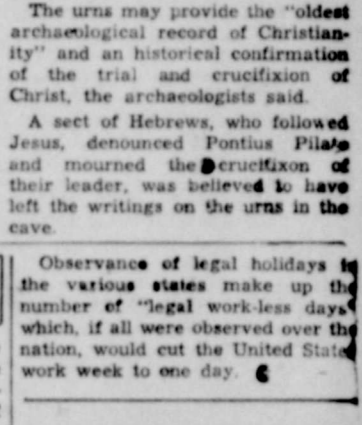 The urns may provide the "oldest
archaeological record of Christian-
ity" and an historical confirmation
of the trial and crucifixion of
Christ, the archaeologists said.
A sect of Hebrews, who followed
Jesus, denounced Pontius Pilate
and mourned the crucifixon of
their leader, was believed to have
left the writings on the urns in the
cave.
Observance of legal holidays in
the various states make up the
number of "legal work-less days"
which, if all were observed over the
nation, would cut the United States
work week to one day.